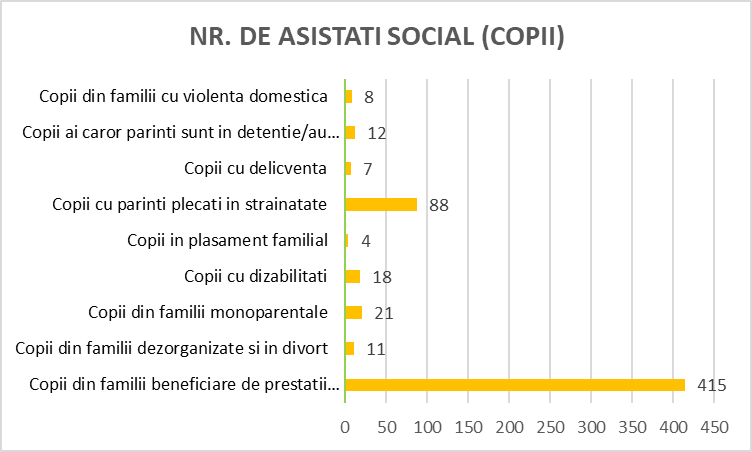 NR. DE ASISTATI SOCIAL (COPII)
Copii din familii cu violenta domestica 8
Copii ai caror parinti sunt in detentie/au... 12
Copii cu delicventa 7
Copii cu parinti plecati in strainatate 88
Copii in plasament familial 4
Copii cu dizabilitati 18
Copii din familii monoparentale 21
Copii din familii dezorganizate si in divort 11
Copii din familii beneficiare de prestatii... 415
0 50 100 150 200 250 300 350 400 450